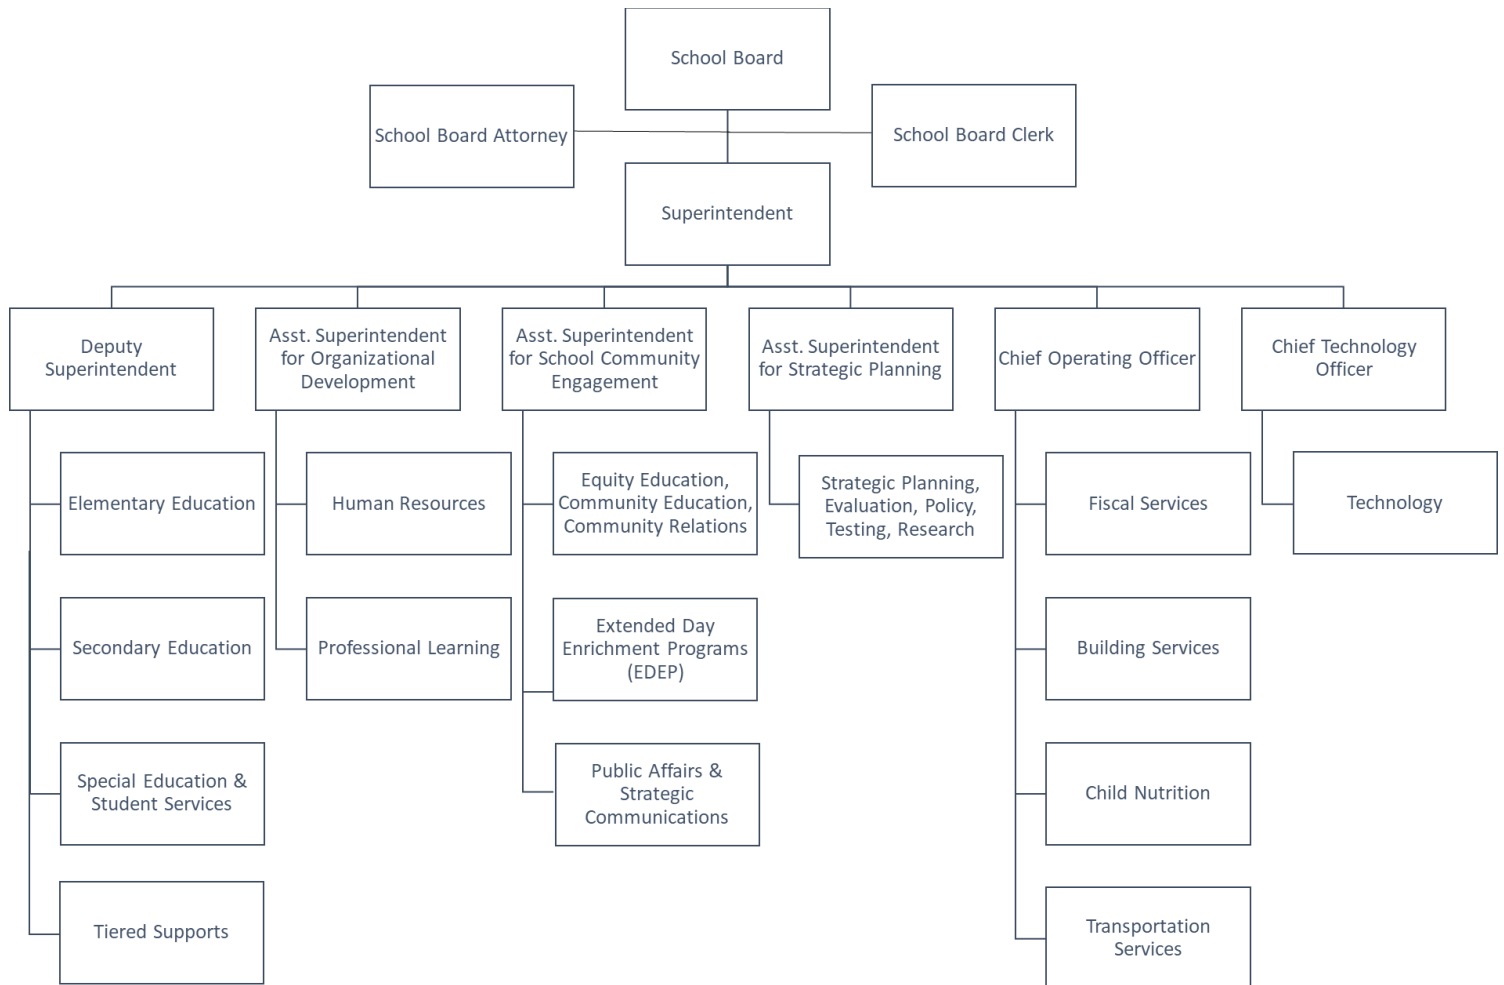 School Board
School Board Attorney
School Board Clerk
Superintendent
Deputy
Superintendent
Asst. Superintendent
for Organizational
Development
Asst. Superintendent
for School Community
Engagement
Asst. Superintendent
for Strategic Planning
Chief Operating Officer
Chief Technology
Officer
Elementary Education
Human Resources
Equity Education,
Community Education,
Community Relations
Strategic Planning,
Evaluation, Policy,
Testing, Research
Fiscal Services
Technology
Secondary Education
Professional Learning
Extended Day
Enrichment Programs
(EDEP)
Building Services
Special Education &
Student Services
Public Affairs &
Strategic
Communications
Child Nutrition
Tiered Supports
Transportation
Services